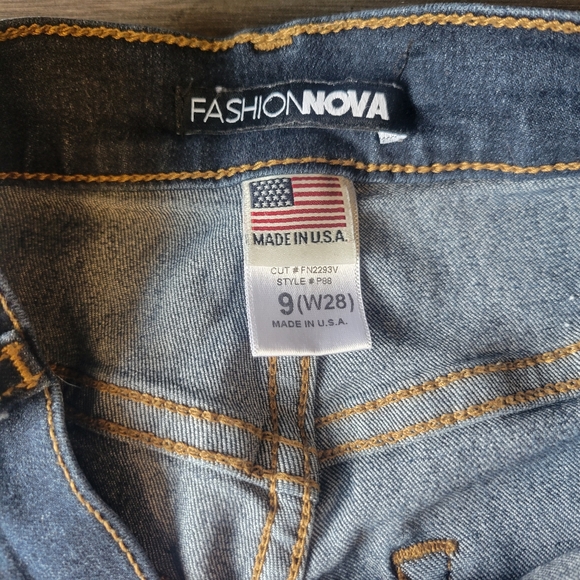 FASHIONNOVA
MADE IN U.S.A.
CUT # FN2293V
STYLE # P88
9 (W28)
MADE IN U.S.A.